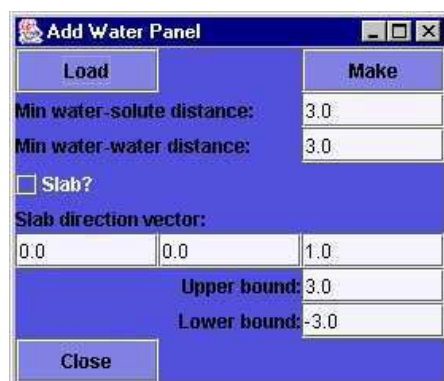 Add Water Panel
Load Make
Min water-solute distance: 3.0
Min water-water distance: 3.0
Slab?
Slab direction vector:
0.0 0.0 1.0
Upper bound: 3.0
Lower bound: -3.0
Close